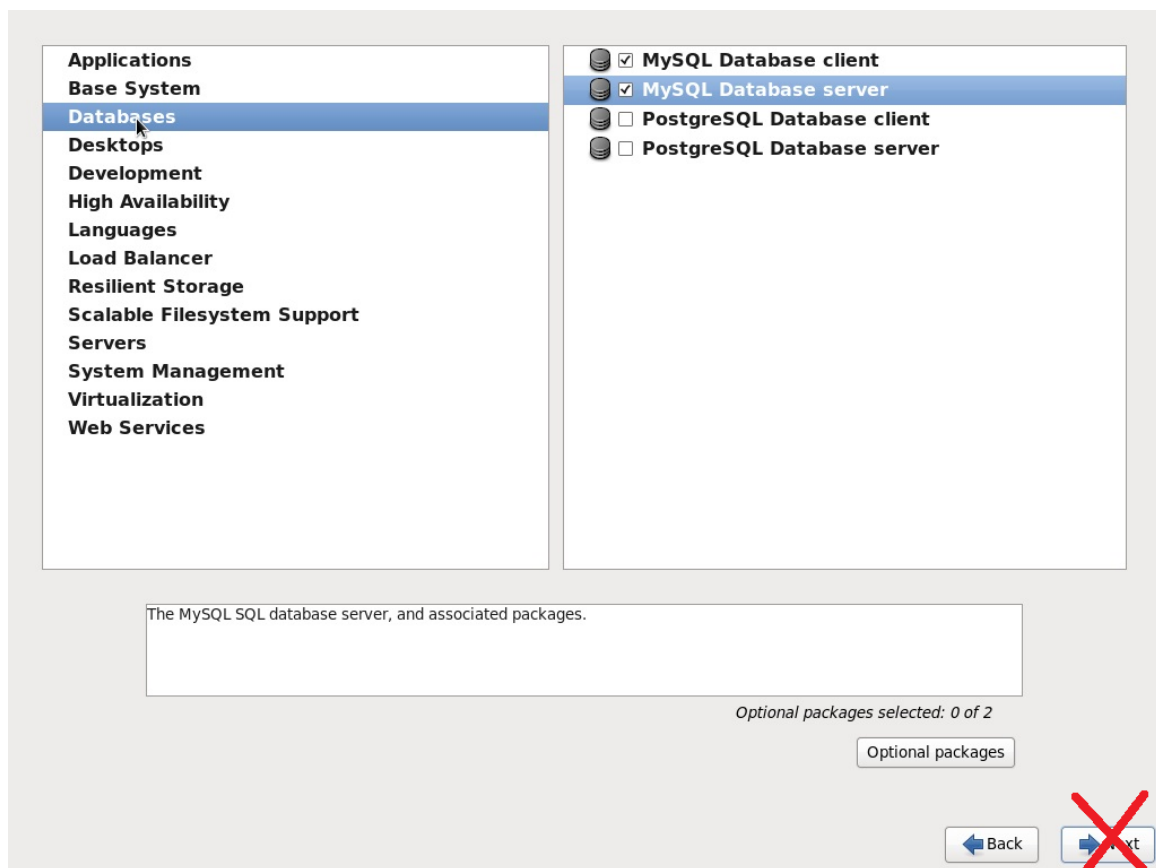 Applications
Base System
Databases
Desktops
Development
High Availability
Languages
Load Balancer
Resilient Storage
Scalable Filesystem Support
Servers
System Management
Virtualization
Web Services
MySQL Database client
MySQL Database server
PostgreSQL Database client
PostgreSQL Database server
The MySQL SQL database server, and associated packages.
Optional packages selected: 0 of 2
Optional packages
Back